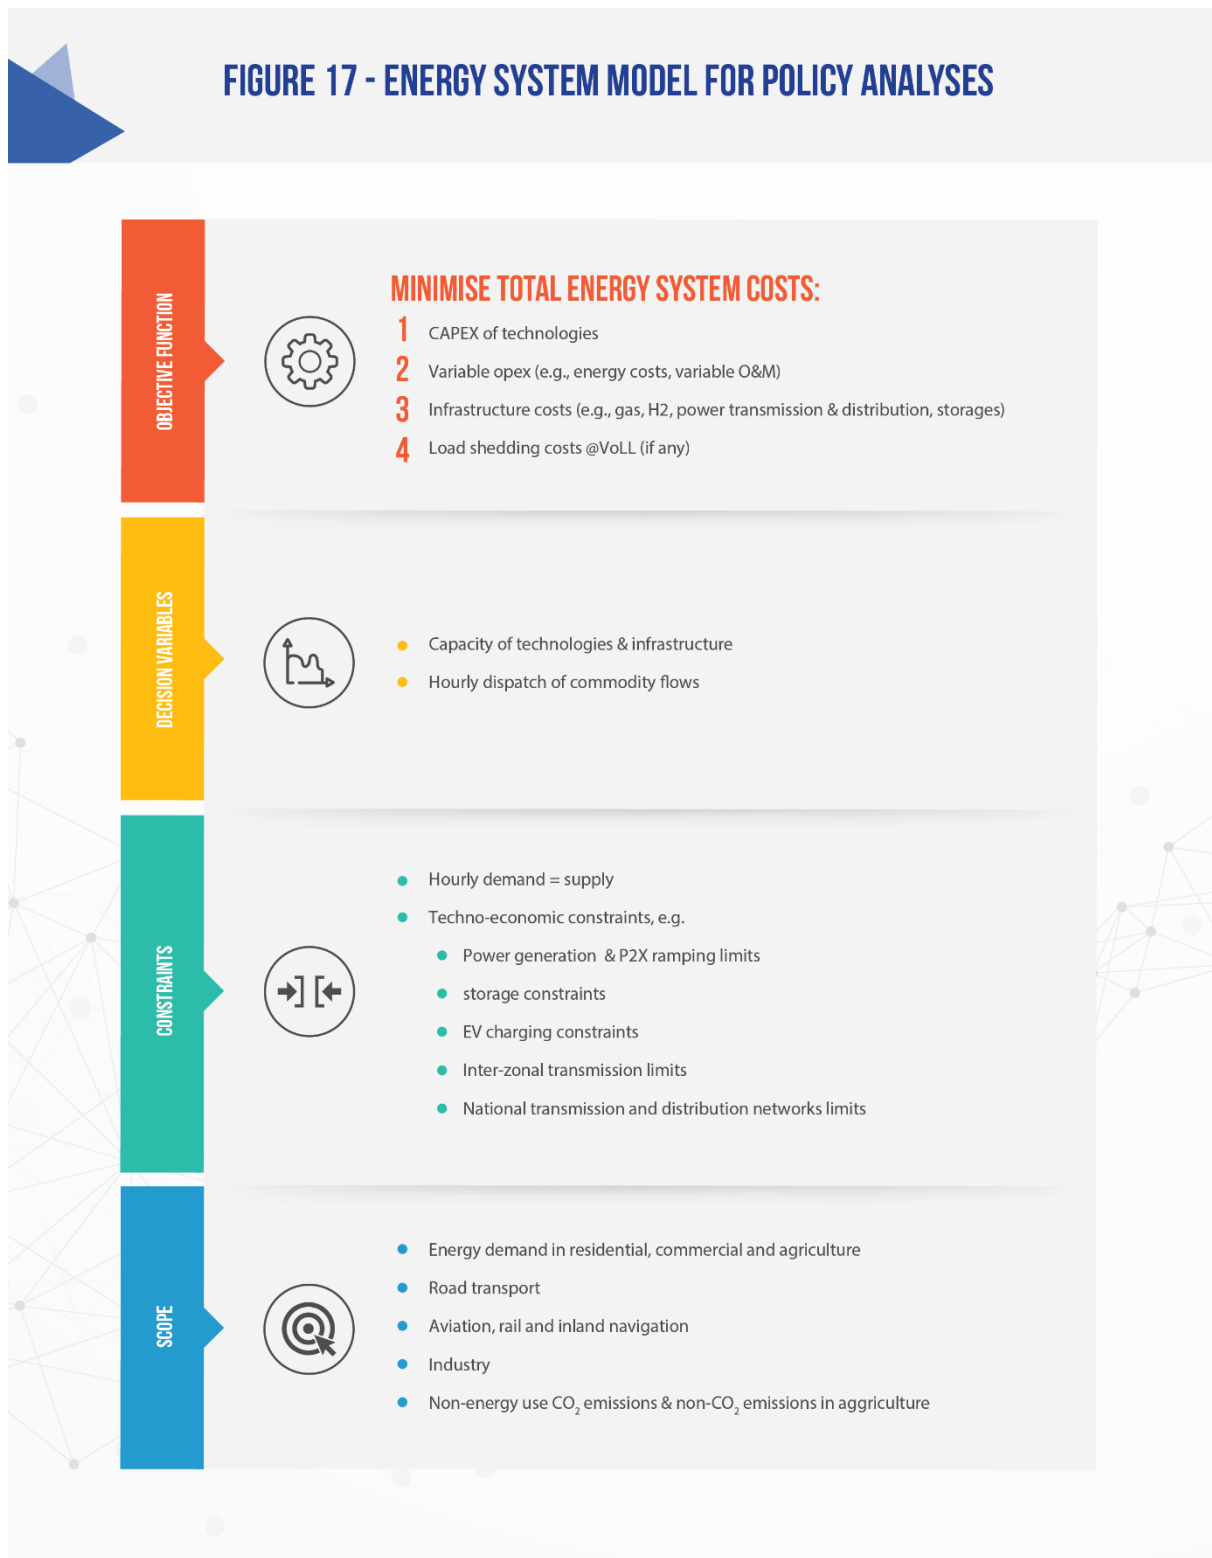 FIGURE 17 - ENERGY SYSTEM MODEL FOR POLICY ANALYSES
OBJECTIVE FUNCTION
MINIMISE TOTAL ENERGY SYSTEM COSTS:
1 CAPEX of technologies
2 Variable opex (e.g., energy costs, variable O&M)
3 Infrastructure costs (e.g., gas, H2, power transmission & distribution, storages)
4 Load shedding costs @VoLL (if any)
DECISION VARIABLES
Capacity of technologies & infrastructure
Hourly dispatch of commodity flows
CONSTRAINTS
Hourly demand = supply
Techno-economic constraints, e.g.
Power generation & P2X ramping limits
storage constraints
EV charging constraints
Inter-zonal transmission limits
National transmission and distribution networks limits
SCOPE
Energy demand in residential, commercial and agriculture
Road transport
Aviation, rail and inland navigation
Industry
Non-energy use CO2 emissions & non-CO2 emissions in aggriculture